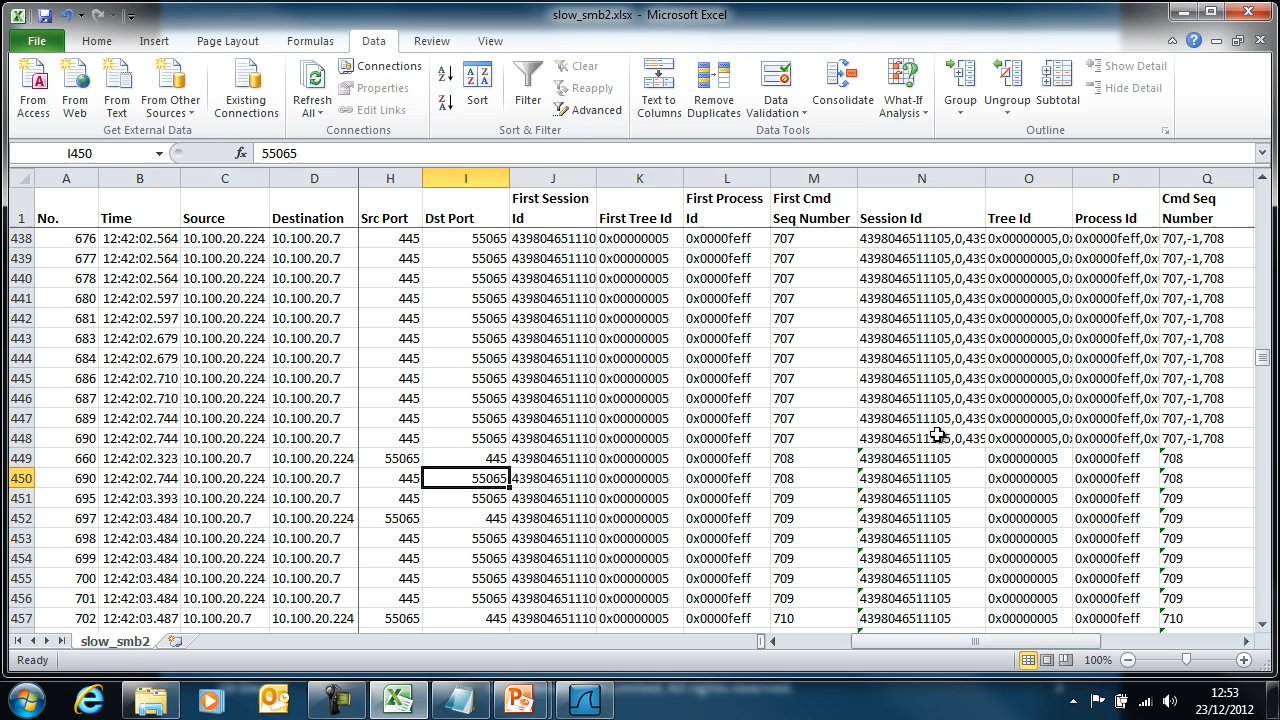 slow_smb2.xlsx - Microsoft Excel
File Home Insert Page Layout Formulas Data Review View
From Access From Web From Text From Other Sources Existing Connections Refresh All Connections Properties Edit Links Sort Filter Clear Reapply Advanced Text to Columns Remove Duplicates Data Validation Consolidate What-If Analysis Group Ungroup Subtotal Show Detail Hide Detail
Get External Data Connections Sort & Filter Data Tools Outline
I450 fx 55065
A B C D H I J K L M N O P Q
1 No. Time Source Destination Src Port Dst Port First Session Id First Tree Id First Process Id First Cmd Seq Number Session Id Tree Id Process Id Cmd Seq Number
438 676 12:42:02.564 10.100.20.224 10.100.20.7 445 55065 439804651110 0x00000005 0x0000feff 707 4398046511105,0,439 0x00000005,0x 0x0000feff,0x 707,-1,708
439 677 12:42:02.564 10.100.20.224 10.100.20.7 445 55065 439804651110 0x00000005 0x0000feff 707 4398046511105,0,439 0x00000005,0x 0x0000feff,0x 707,-1,708
440 678 12:42:02.564 10.100.20.224 10.100.20.7 445 55065 439804651110 0x00000005 0x0000feff 707 4398046511105,0,439 0x00000005,0x 0x0000feff,0x 707,-1,708
441 680 12:42:02.597 10.100.20.224 10.100.20.7 445 55065 439804651110 0x00000005 0x0000feff 707 4398046511105,0,439 0x00000005,0x 0x0000feff,0x 707,-1,708
442 681 12:42:02.597 10.100.20.224 10.100.20.7 445 55065 439804651110 0x00000005 0x0000feff 707 4398046511105,0,439 0x00000005,0x 0x0000feff,0x 707,-1,708
443 683 12:42:02.679 10.100.20.224 10.100.20.7 445 55065 439804651110 0x00000005 0x0000feff 707 4398046511105,0,439 0x00000005,0x 0x0000feff,0x 707,-1,708
444 684 12:42:02.679 10.100.20.224 10.100.20.7 445 55065 439804651110 0x00000005 0x0000feff 707 4398046511105,0,439 0x00000005,0x 0x0000feff,0x 707,-1,708
445 686 12:42:02.710 10.100.20.224 10.100.20.7 445 55065 439804651110 0x00000005 0x0000feff 707 4398046511105,0,439 0x00000005,0x 0x0000feff,0x 707,-1,708
446 687 12:42:02.710 10.100.20.224 10.100.20.7 445 55065 439804651110 0x00000005 0x0000feff 707 4398046511105,0,439 0x00000005,0x 0x0000feff,0x 707,-1,708
447 689 12:42:02.744 10.100.20.224 10.100.20.7 445 55065 439804651110 0x00000005 0x0000feff 707 4398046511105,0,439 0x00000005,0x 0x0000feff,0x 707,-1,708
448 690 12:42:02.744 10.100.20.224 10.100.20.7 445 55065 439804651110 0x00000005 0x0000feff 707 4398046511105,0,439 0x00000005,0x 0x0000feff,0x 707,-1,708
449 660 12:42:02.323 10.100.20.7 10.100.20.224 55065 445 439804651110 0x00000005 0x0000feff 708 4398046511105 0x00000005 0x0000feff 708
450 690 12:42:02.744 10.100.20.224 10.100.20.7 445 55065 439804651110 0x00000005 0x0000feff 708 4398046511105 0x00000005 0x0000feff 708
451 695 12:42:03.393 10.100.20.224 10.100.20.7 445 55065 439804651110 0x00000005 0x0000feff 709 4398046511105 0x00000005 0x0000feff 709
452 697 12:42:03.484 10.100.20.7 10.100.20.224 55065 445 439804651110 0x00000005 0x0000feff 709 4398046511105 0x00000005 0x0000feff 709
453 698 12:42:03.484 10.100.20.224 10.100.20.7 445 55065 439804651110 0x00000005 0x0000feff 709 4398046511105 0x00000005 0x0000feff 709
454 699 12:42:03.484 10.100.20.224 10.100.20.7 445 55065 439804651110 0x00000005 0x0000feff 709 4398046511105 0x00000005 0x0000feff 709
455 700 12:42:03.484 10.100.20.224 10.100.20.7 445 55065 439804651110 0x00000005 0x0000feff 709 4398046511105 0x00000005 0x0000feff 709
456 701 12:42:03.484 10.100.20.224 10.100.20.7 445 55065 439804651110 0x00000005 0x0000feff 709 4398046511105 0x00000005 0x0000feff 709
457 702 12:42:03.487 10.100.20.7 10.100.20.224 55065 445 439804651110 0x00000005 0x0000feff 710 4398046511105 0x00000005 0x0000feff 710
slow_smb2
Ready 100%
12:53
23/12/2012